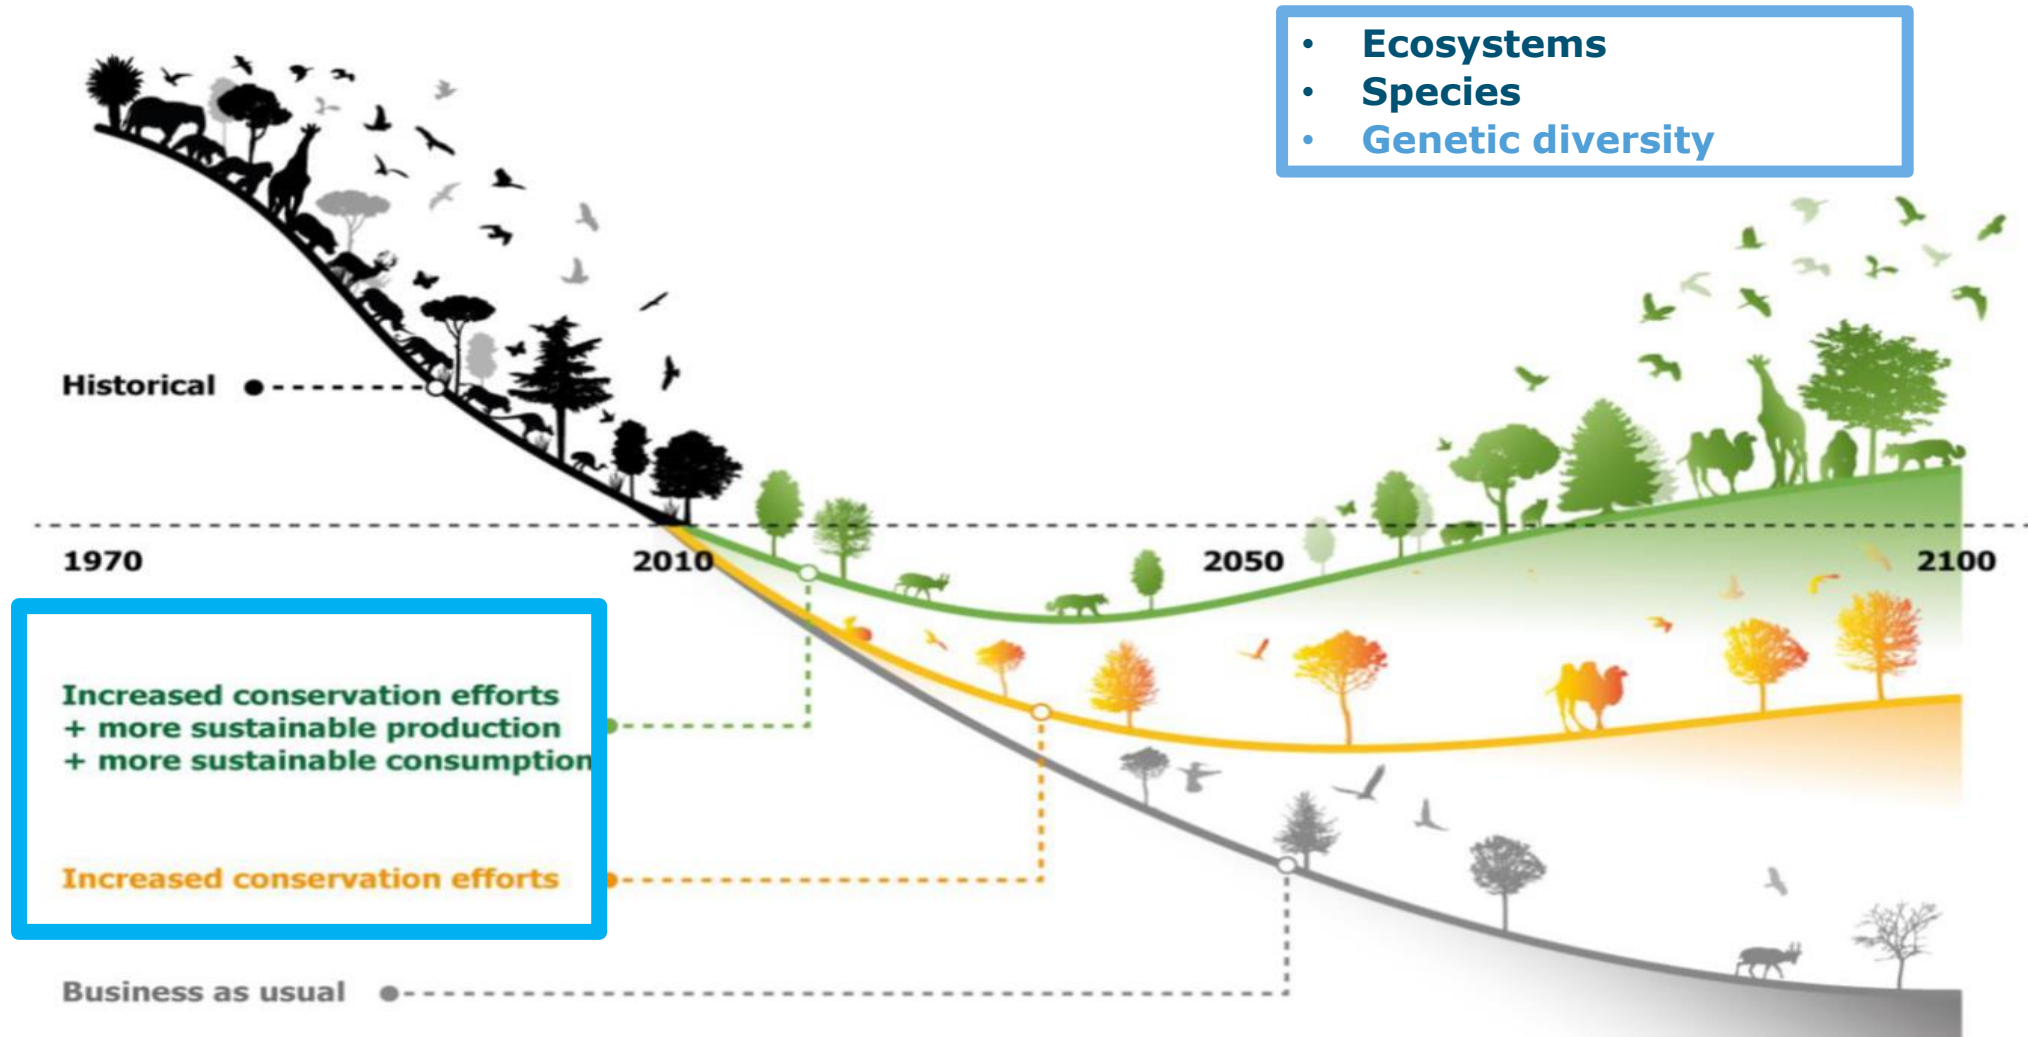 • Ecosystems
• Species
• Genetic diversity
Historical
1970 2010 2050 2100
Increased conservation efforts
+ more sustainable production
+ more sustainable consumption
Increased conservation efforts
Business as usual